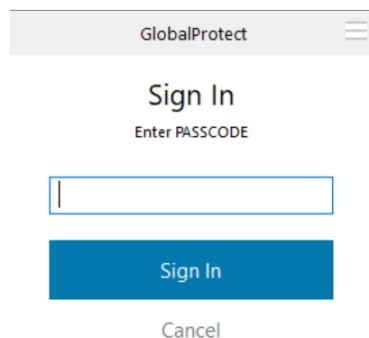 GlobalProtect
Sign In
Enter PASSCODE
Sign In
Cancel